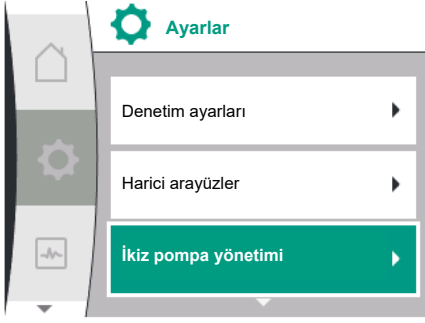 Ayarlar
Denetim ayarları
Harici arayüzler
İkiz pompa yönetimi